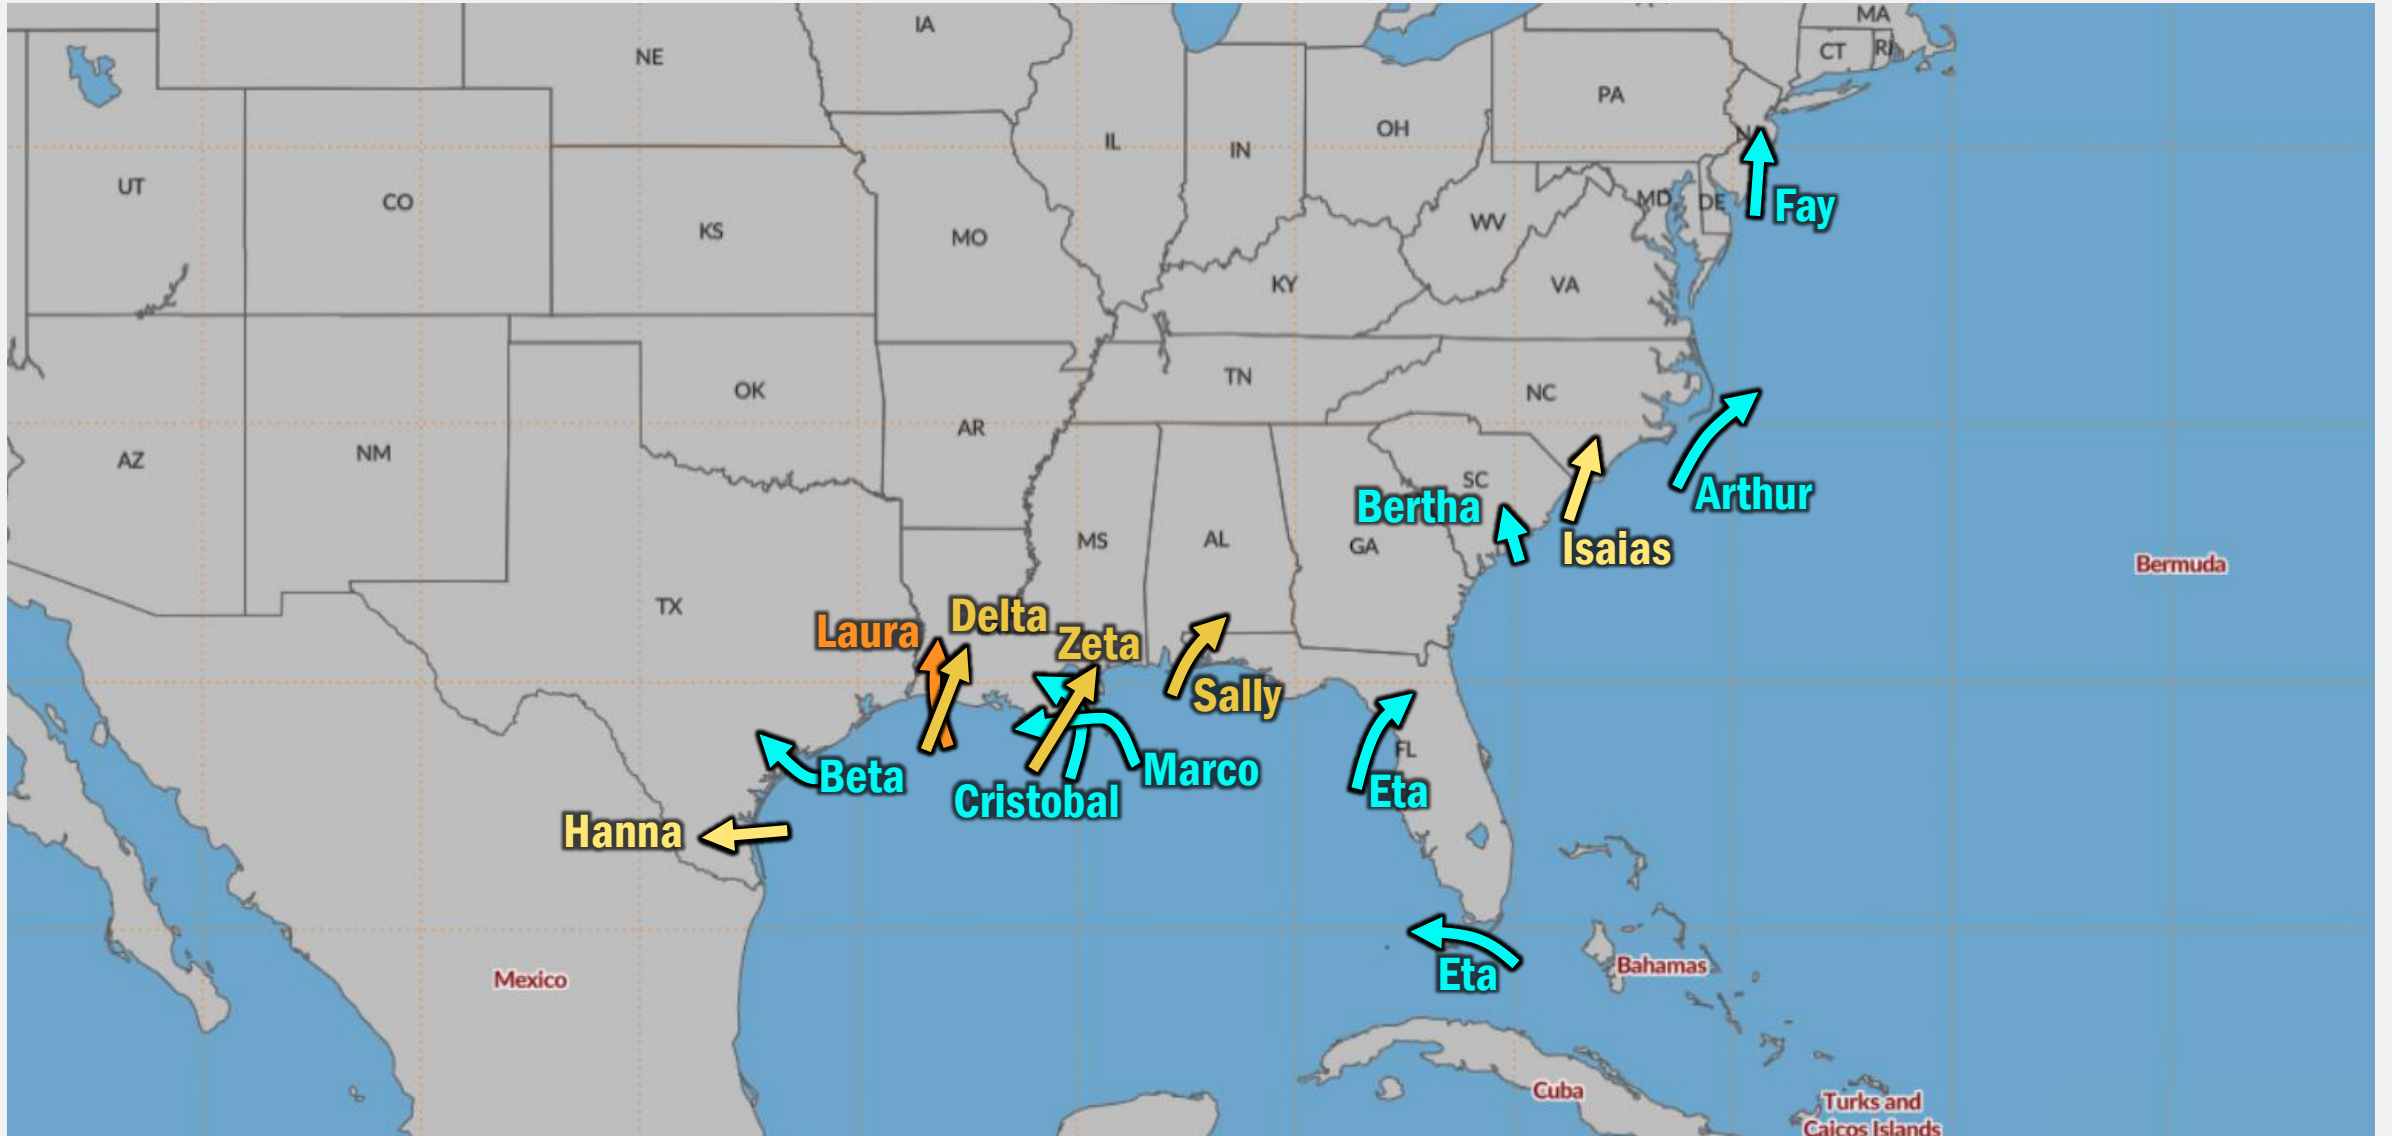 IA
MA
NE
CT
RI
PA
OH
IL
IN
UT
CO
MD
DE
Fay
KS
MO
WV
KY
VA
TN
OK
NC
AR
AZ
NM
SC
Bertha
Arthur
MS
AL
GA
Isaias
Bermuda
TX
Laura
Delta
Zeta
Sally
FL
Beta
Marco
Cristobal
Eta
Hanna
Eta
Bahamas
Mexico
Cuba
Turks and
Caicos Islands